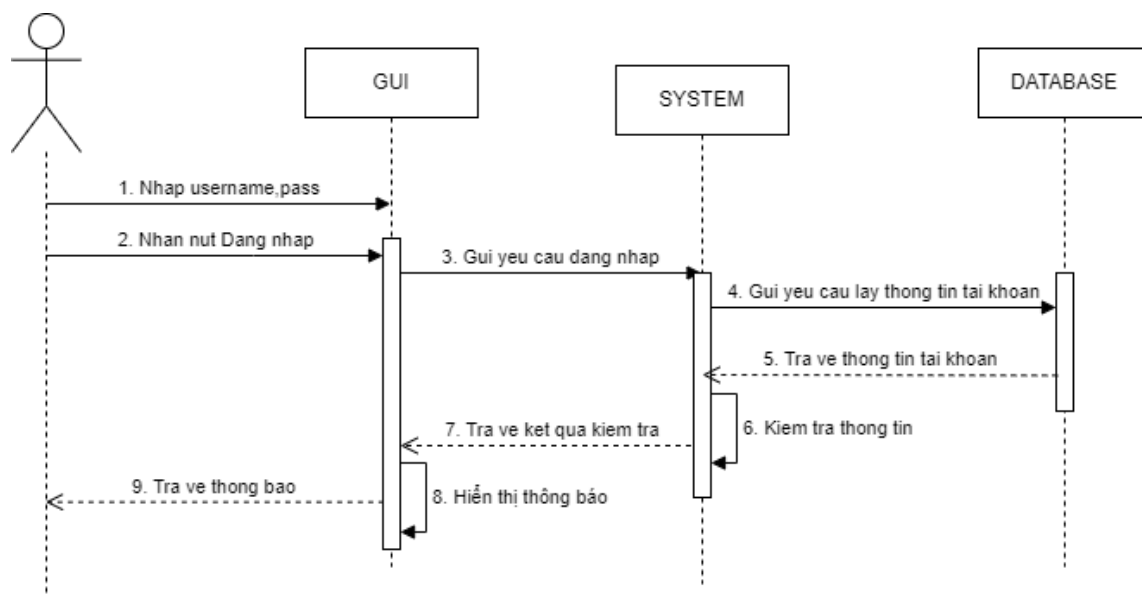 GUI
SYSTEM
DATABASE
1. Nhap username,pass
2. Nhan nut Dang nhap
3. Gui yeu cau dang nhap
4. Gui yeu cau lay thong tin tai khoan
5. Tra ve thong tin tai khoan
6. Kiem tra thong tin
7. Tra ve ket qua kiem tra
8. Hiển thị thông báo
9. Tra ve thong bao